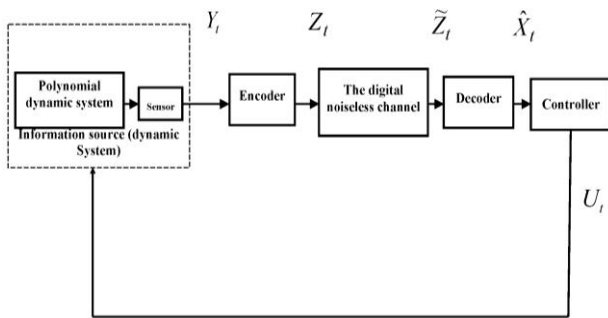 Y_t
Z_t
Z̃_t
X̂_t
Polynomial
dynamic system
Sensor
Encoder
The digital
noiseless channel
Decoder
Controller
Information source (dynamic
System)
U_t